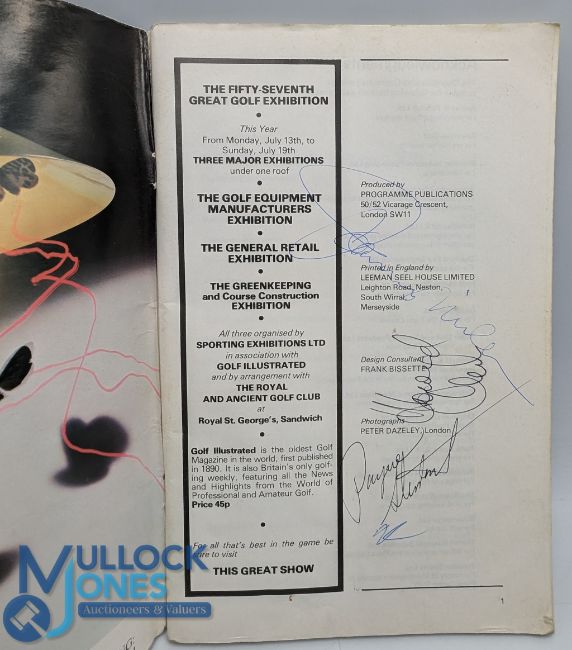 THE FIFTY-SEVENTH
GREAT GOLF EXHIBITION
This Year
From Monday, July 13th, to
Sunday, July 19th
THREE MAJOR EXHIBITIONS
under one roof
THE GOLF EQUIPMENT
MANUFACTURERS
EXHIBITION
THE GENERAL RETAIL
EXHIBITION
THE GREENKEEPING
and Course Construction
EXHIBITION
All three organised by
SPORTING EXHIBITIONS LTD
in association with
GOLF ILLUSTRATED
and by arrangement with
THE ROYAL
AND ANCIENT GOLF CLUB
at
Royal St. George's, Sandwich
Golf Illustrated is the oldest Golf
Magazine in the world, first published
in 1890. It is also Britain's only golf-
ing weekly, featuring all the News
and Highlights from the World of
Professional and Amateur Golf.
Price 45p
For all that's best in the game be
sure to visit
THIS GREAT SHOW
Produced by
PROGRAMME PUBLICATIONS
50/52 Vicarage Crescent,
London SW11
Printed in England by
LEEMAN SEEL HOUSE LIMITED
Leighton Road, Neston,
South Wirral,
Merseyside
Design Consultant
FRANK BISSETTE
Photographs
PETER DAZELEY, London
1
MULLOCK
JONES
Auctioneers & Valuers